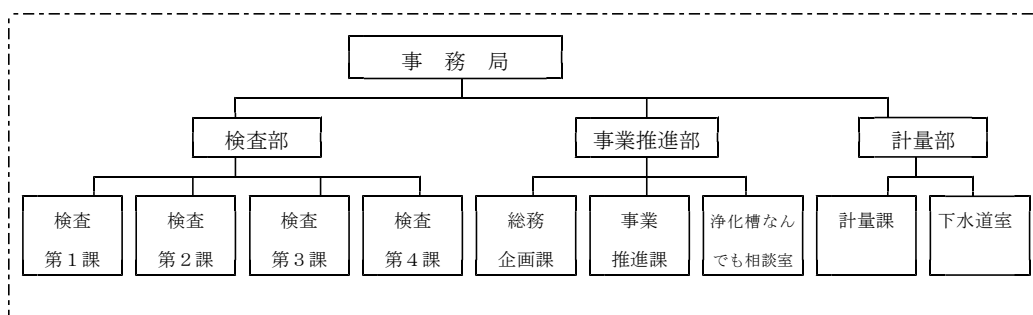 事　務　局
検査部
事業推進部
計量部
検査
第１課
検査
第２課
検査
第３課
検査
第４課
総務
企画課
事業
推進課
浄化槽なん
でも相談室
計量課
下水道室